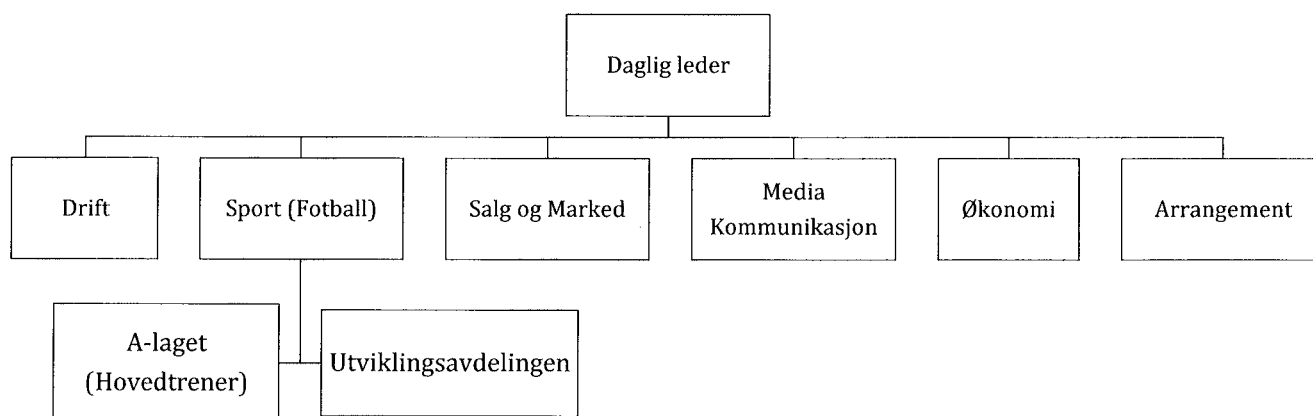 Daglig leder
Drift
Sport (Fotball)
Salg og Marked
Media
Kommunikasjon
Økonomi
Arrangement
A-laget
(Hovedtrener)
Utviklingsavdelingen